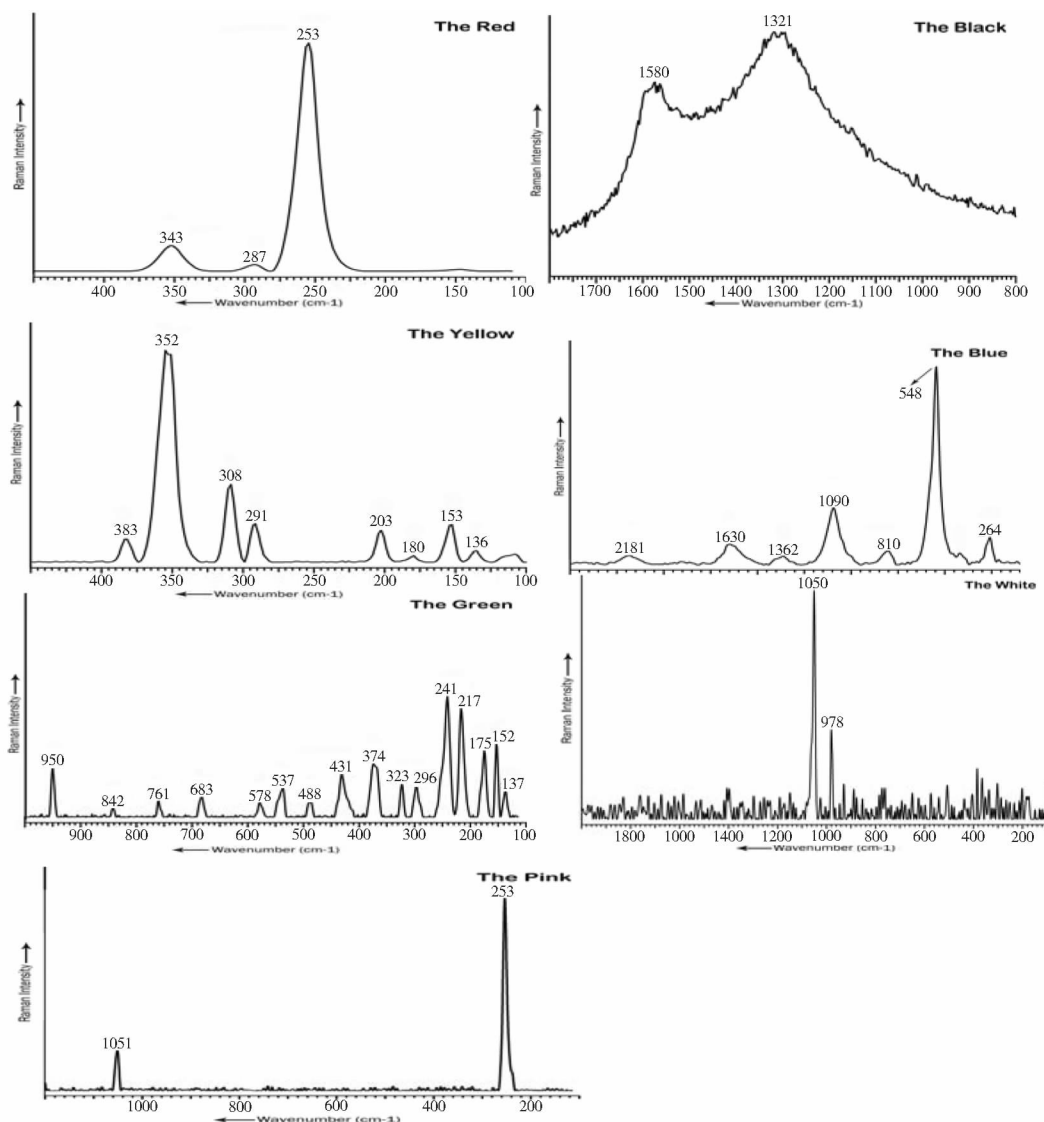 The Red
253
343
287
Raman Intensity
400 350 300 250 200 150 100
Wavenumber (cm-1)
The Black
1321
1580
Raman Intensity
1700 1600 1500 1400 1300 1200 1100 1000 900 800
Wavenumber (cm-1)
The Yellow
352
308
291
383
203
180
153
136
Raman Intensity
400 350 300 250 200 150 100
Wavenumber (cm-1)
The Blue
548
1090
2181
1630
1362
810
264
Raman Intensity
The Green
241
217
950
842
761
683
578
537
488
431
374
323
296
175
152
137
Raman Intensity
900 800 700 600 500 400 300 200 100
Wavenumber (cm-1)
The White
1050
978
Raman Intensity
1800 1600 1400 1200 1000 800 600 400 200
Wavenumber (cm-1)
The Pink
253
1051
Raman Intensity
1000 800 600 400 200
Wavenumber (cm-1)